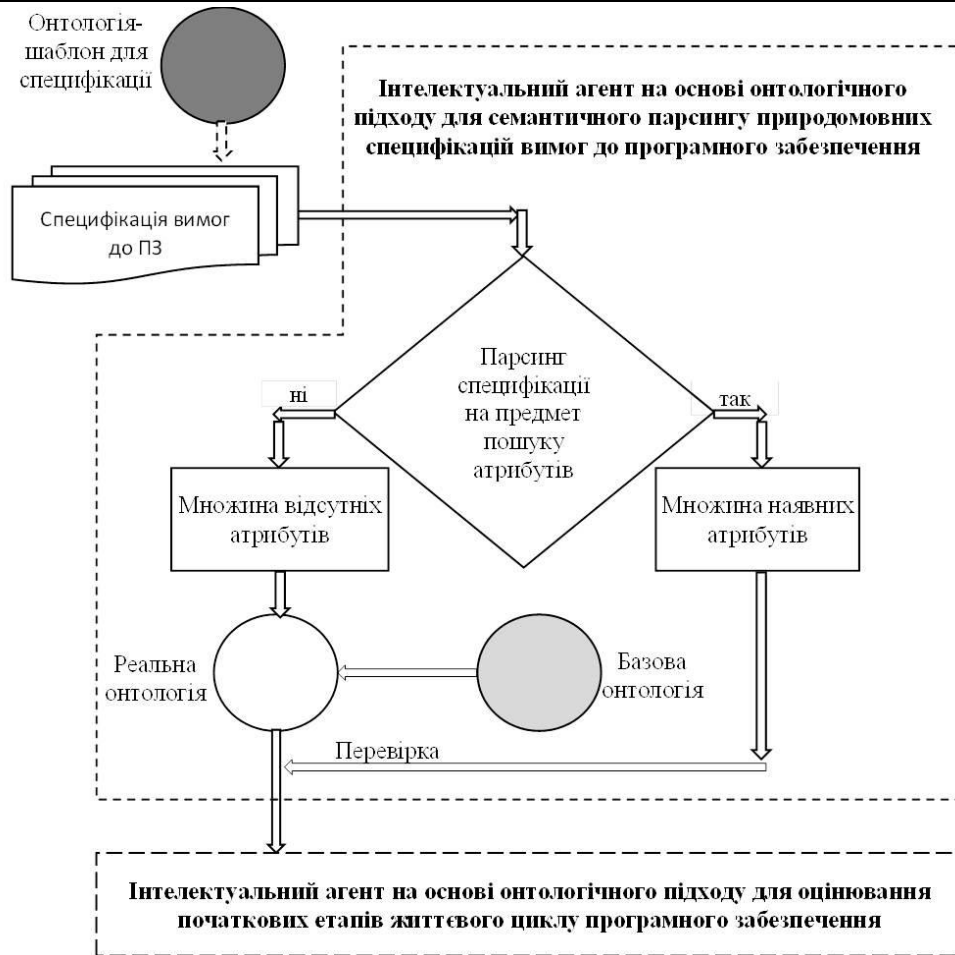 Онтологія-
шаблон для
специфікації
Інтелектуальний агент на основі онтологічного
підходу для семантичного парсингу природомовних
специфікацій вимог до програмного забезпечення
Специфікація вимог
до ПЗ
Парсинг
специфікації
на предмет
пошуку
атрибутів
ні
так
Множина відсутніх
атрибутів
Множина наявних
атрибутів
Реальна
онтологія
Базова
онтологія
Перевірка
Інтелектуальний агент на основі онтологічного підходу для оцінювання
початкових етапів життєвого циклу програмного забезпечення